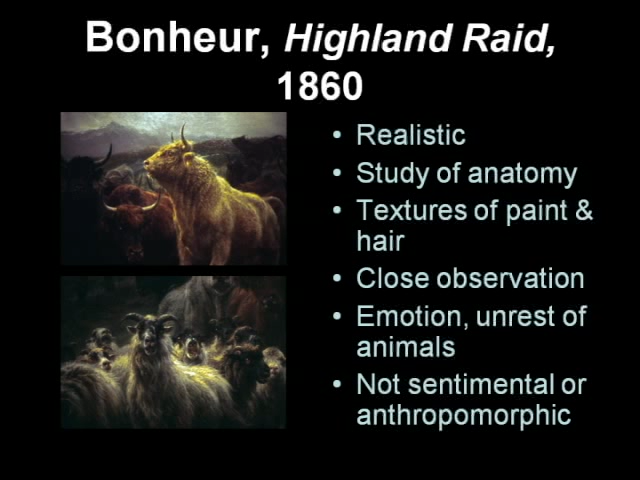 Bonheur, Highland Raid,
1860
• Realistic
• Study of anatomy
• Textures of paint &
hair
• Close observation
• Emotion, unrest of
animals
• Not sentimental or
anthropomorphic